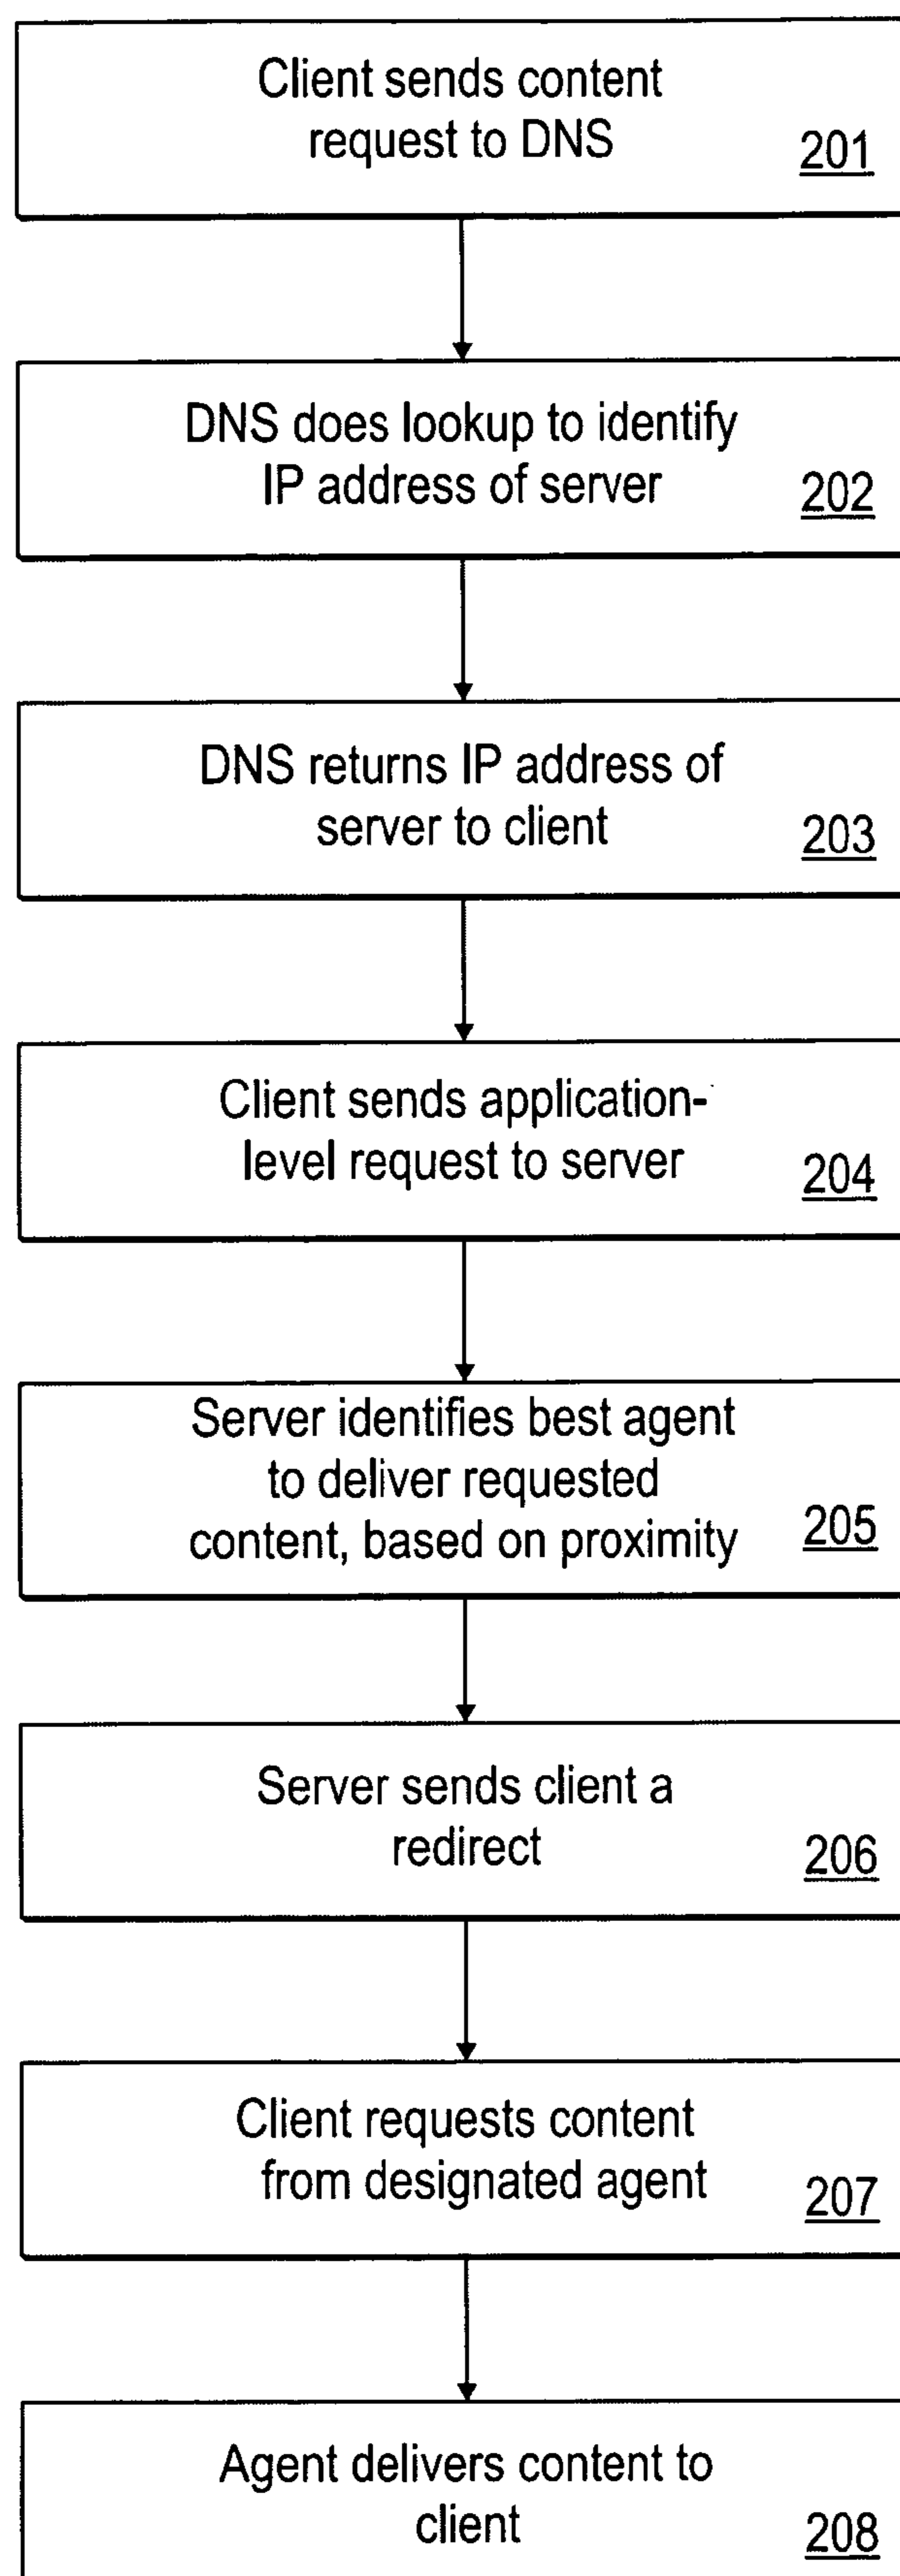 Client sends content
request to DNS
201
DNS does lookup to identify
IP address of server
202
DNS returns IP address of
server to client
203
Client sends application-
level request to server
204
Server identifies best agent
to deliver requested
content, based on proximity
205
Server sends client a
redirect
206
Client requests content
from designated agent
207
Agent delivers content to
client
208